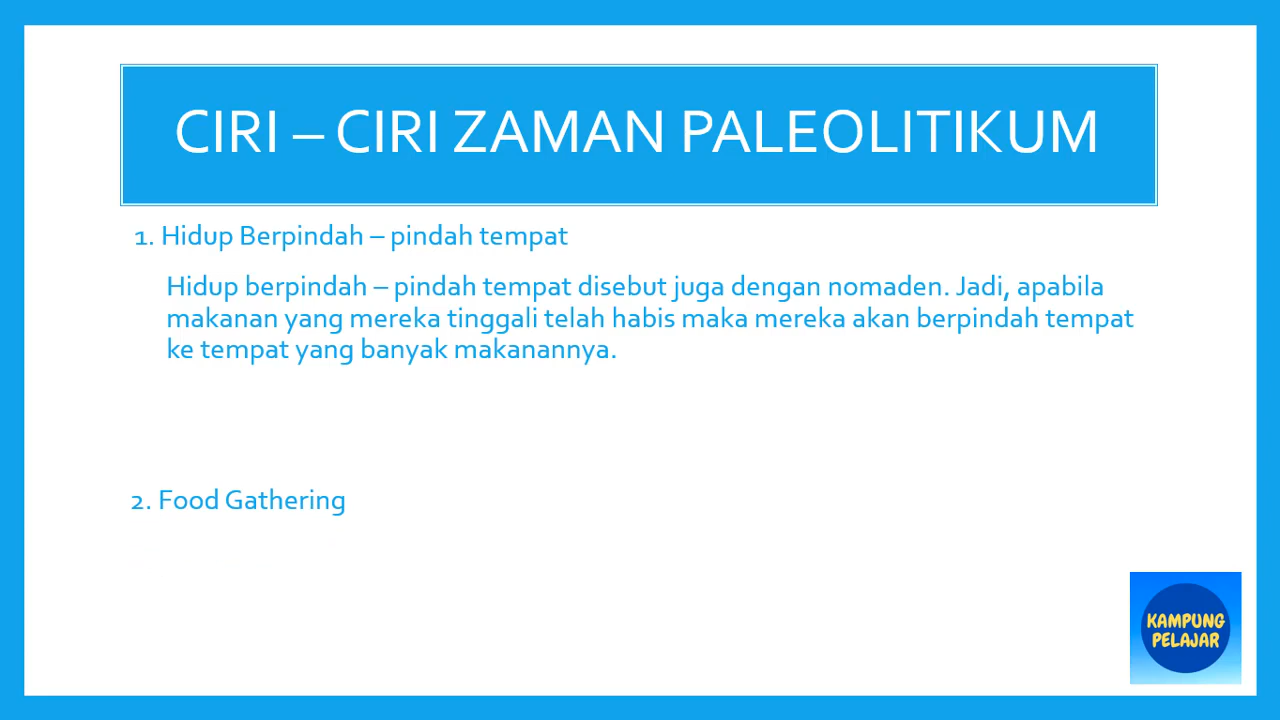 CIRI – CIRI ZAMAN PALEOLITIKUM
1. Hidup Berpindah – pindah tempat
Hidup berpindah – pindah tempat disebut juga dengan nomaden. Jadi, apabila
makanan yang mereka tinggali telah habis maka mereka akan berpindah tempat
ke tempat yang banyak makanannya.
2. Food Gathering
KAMPUNG
PELAJAR